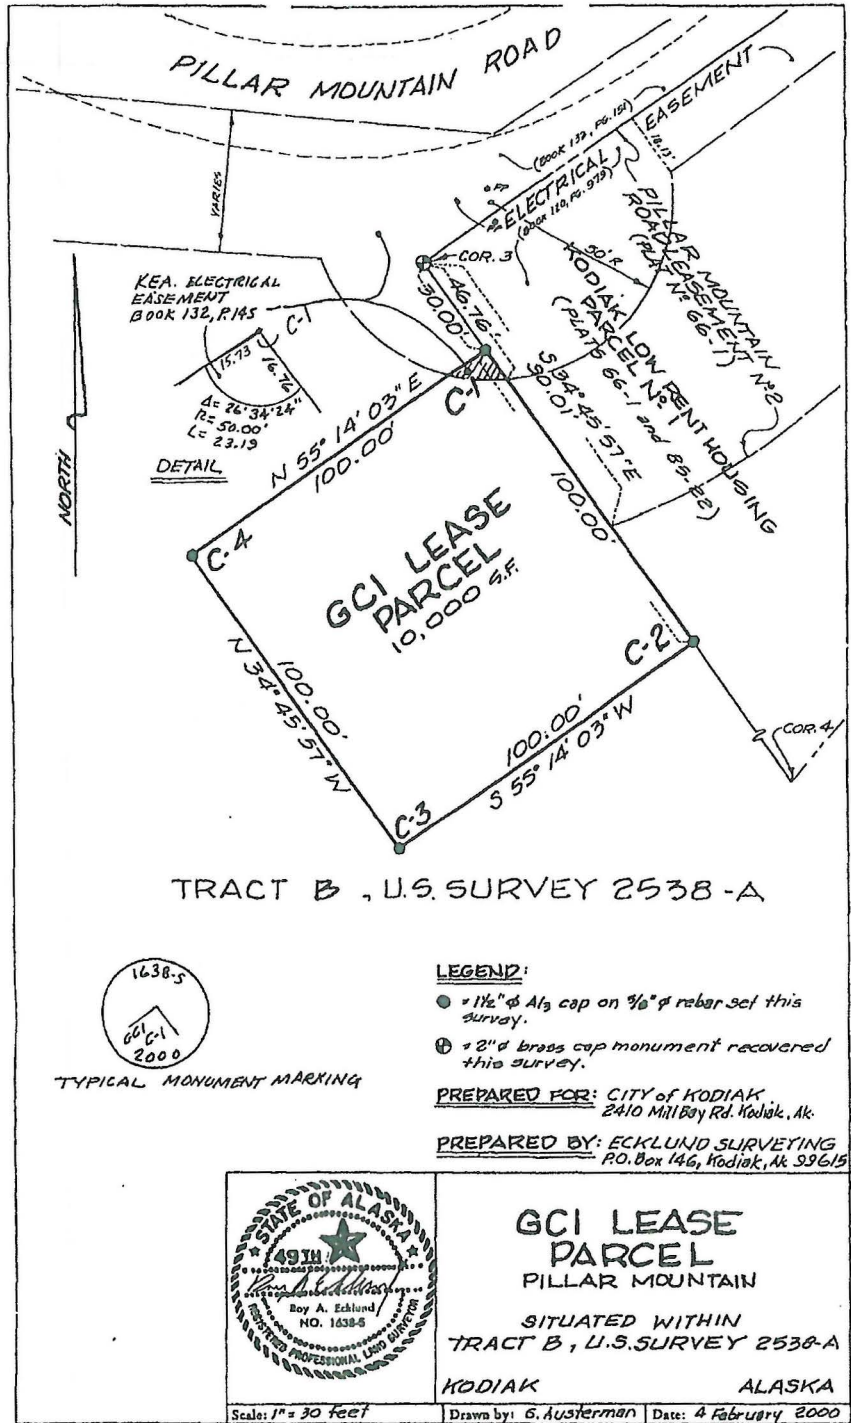 PILLAR MOUNTAIN ROAD
VARIES
EASEMENT
(BOOK 132, PG. 151)
18.13'
ELECTRICAL
(BOOK 120, PG. 979)
PILLAR MOUNTAIN
ROAD EASEMENT Nº2
(PLAT Nº 66-1)
50' R
COR. 3
KODIAK LOW RENT HOUSING
PARCEL Nº 1
(PLATS 66-1 and 85-22)
46.76'
50.00'
KEA. ELECTRICAL
EASEMENT
BOOK 132, P.145
C-1
15.73
16.76
Δ= 26°34'24"
R= 50.00'
L= 23.19
DETAIL
NORTH
C-1
S 34° 45' 57" E
90.01'
N 55° 14' 03" E
100.00'
100.00'
C-4
GCI LEASE
PARCEL
10,000 S.F.
C-2
N 34° 45' 57" W
100.00'
100.00'
S 55° 14' 03" W
COR. 4
2
C-3
TRACT B , U.S. SURVEY 2538-A
1638-S
GCI C-1
2000
TYPICAL MONUMENT MARKING
LEGEND:
= 1½"ø Al₃ cap on ⅝"ø rebar set this
survey.
= 2"ø brass cap monument recovered
this survey.
PREPARED FOR: CITY of KODIAK
2410 Mill Bay Rd. Kodiak, Ak.
PREPARED BY: ECKLUND SURVEYING
P.O. Box 146, Kodiak, Ak 99615
STATE OF ALASKA
49TH
Roy A Ecklund
Roy A. Ecklund
NO. 1638-S
REGISTERED PROFESSIONAL LAND SURVEYOR
GCI LEASE
PARCEL
PILLAR MOUNTAIN
SITUATED WITHIN
TRACT B, U.S. SURVEY 2538-A
KODIAK ALASKA
Scale: 1" = 30 feet
Drawn by: G. Austerman
Date: 4 February 2000